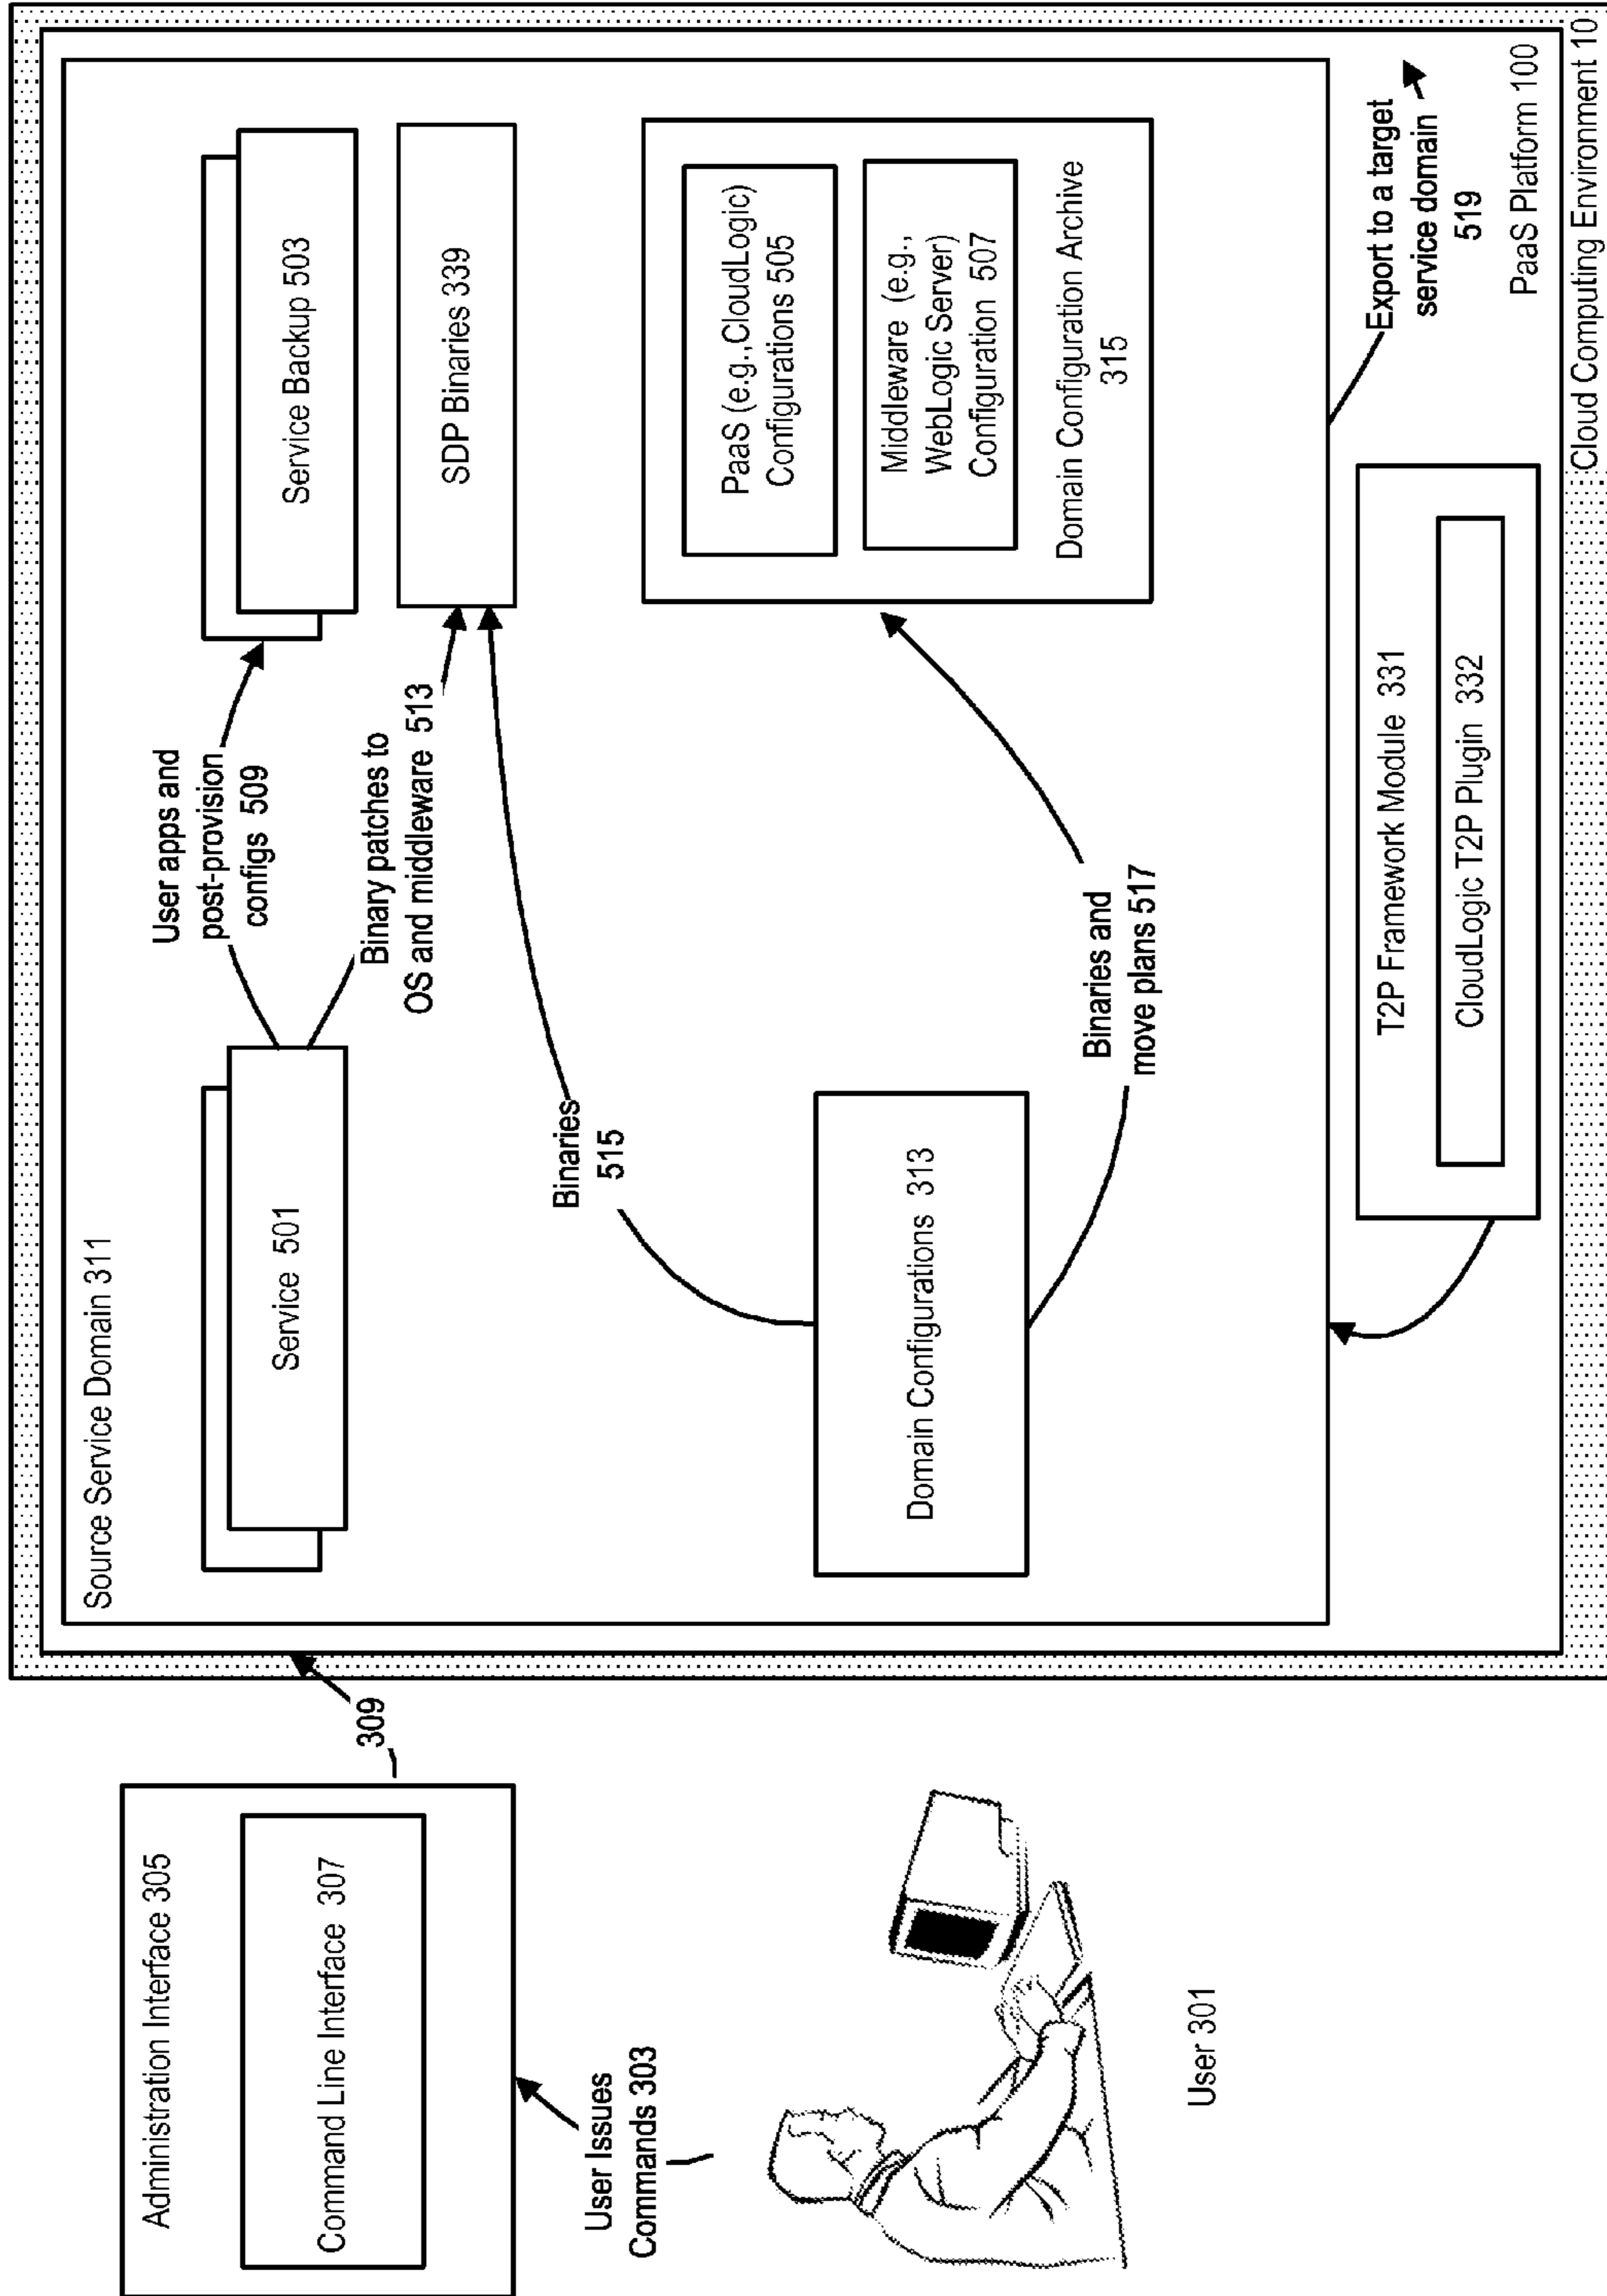 Administration Interface 305
Command Line Interface 307
User Issues
Commands 303
User 301
309
Source Service Domain 311
Service 501
User apps and
post-provision
configs 509
Service Backup 503
Binary patches to
OS and middleware 513
SDP Binaries 339
Binaries
515
Domain Configurations 313
Binaries and
move plans 517
PaaS (e.g.,CloudLogic)
Configurations 505
Middleware (e.g.,
WebLogic Server)
Configuration 507
Domain Configuration Archive
315
T2P Framework Module 331
CloudLogic T2P Plugin 332
Export to a target
service domain
519
PaaS Platform 100
Cloud Computing Environment 10